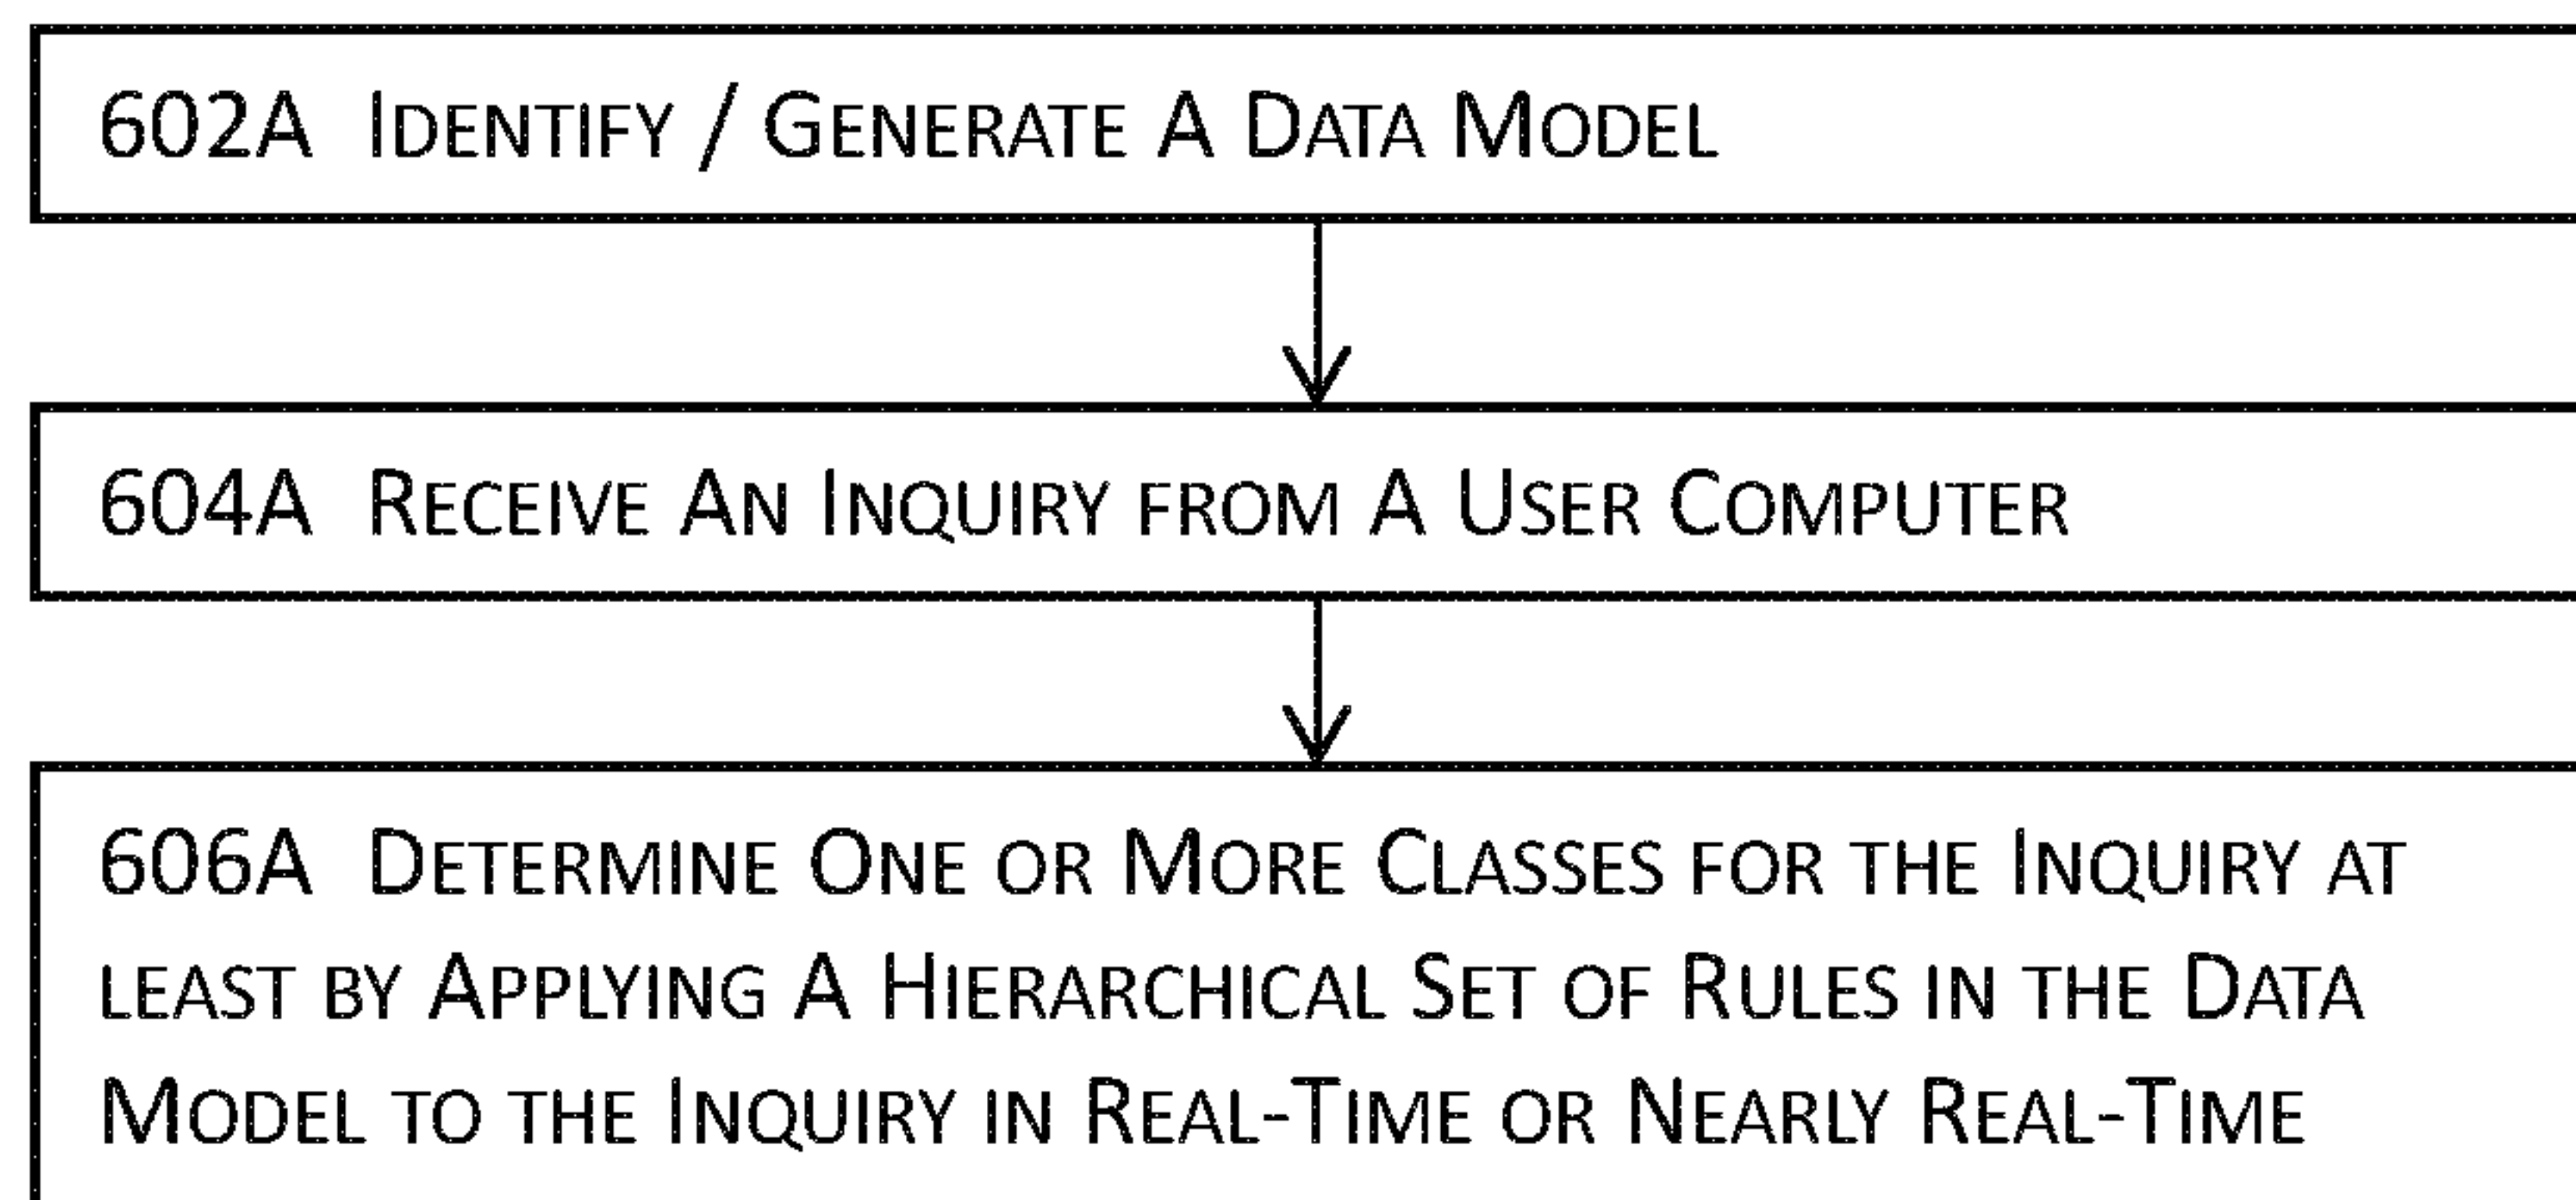 602A Identify / Generate A Data Model
604A Receive An Inquiry from A User Computer
606A Determine One or More Classes for the Inquiry at
least by Applying A Hierarchical Set of Rules in the Data
Model to the Inquiry in Real-Time or Nearly Real-Time